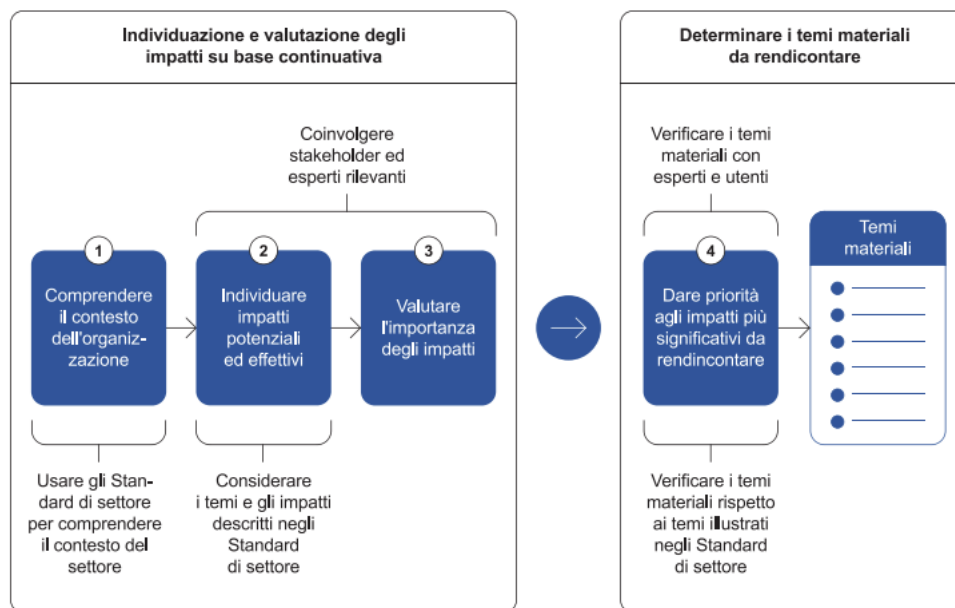 Individuazione e valutazione degli
impatti su base continuativa
Coinvolgere
stakeholder ed
esperti rilevanti
1
Comprendere
il contesto
dell'organiz-
zazione
2
Individuare
impatti
potenziali
ed effettivi
3
Valutare
l'importanza
degli impatti
Usare gli Stan-
dard di settore
per comprendere
il contesto del
settore
Considerare
i temi e gli impatti
descritti negli
Standard
di settore
Determinare i temi materiali
da rendicontare
Verificare i temi
materiali con
esperti e utenti
4
Dare priorità
agli impatti più
significativi da
rendincontare
Temi
materiali
Verificare i temi
materiali rispetto
ai temi illustrati
negli Standard
di settore